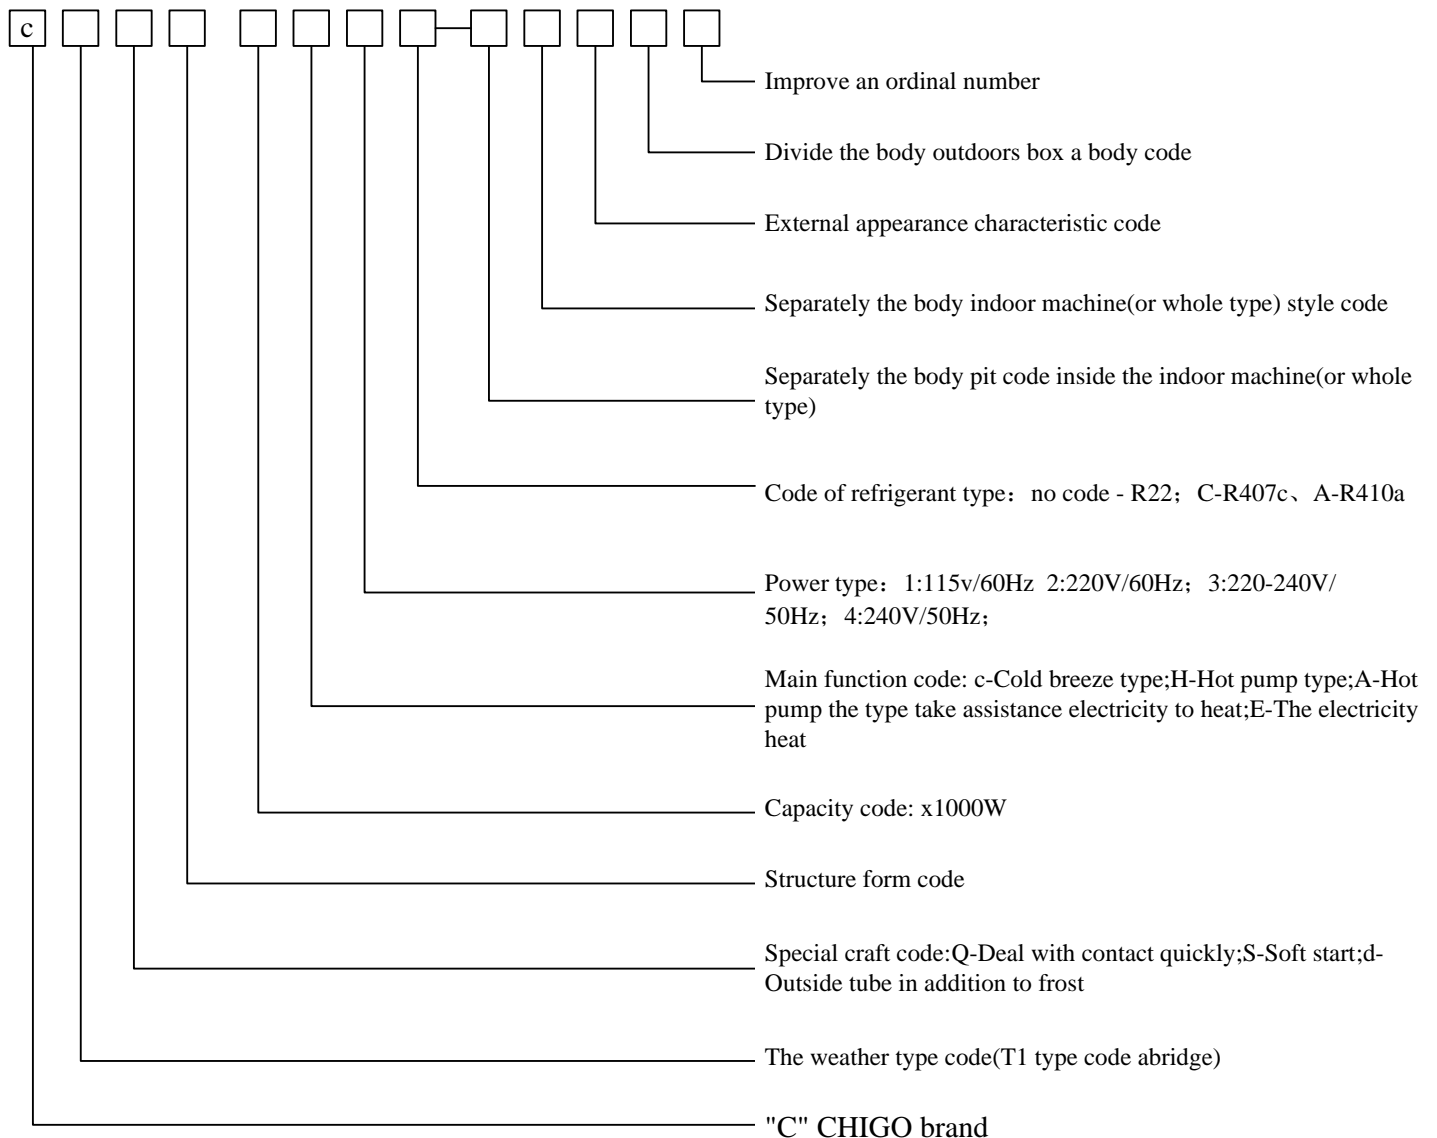 c
Improve an ordinal number
Divide the body outdoors box a body code
External appearance characteristic code
Separately the body indoor machine(or whole type) style code
Separately the body pit code inside the indoor machine(or whole
type)
Code of refrigerant type：no code - R22；C-R407c、A-R410a
Power type：1:115v/60Hz  2:220V/60Hz；3:220-240V/
50Hz；4:240V/50Hz；
Main function code: c-Cold breeze type;H-Hot pump type;A-Hot
pump the type take assistance electricity to heat;E-The electricity
heat
Capacity code: x1000W
Structure form code
Special craft code:Q-Deal with contact quickly;S-Soft start;d-
Outside tube in addition to frost
The weather type code(T1 type code abridge)
"C" CHIGO brand